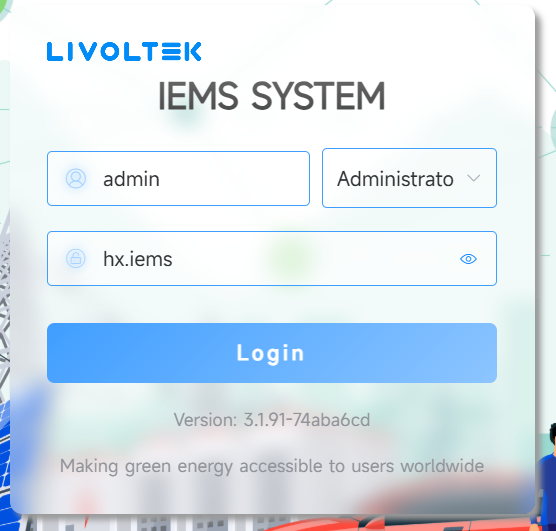 LIVOLTEK
IEMS SYSTEM
admin
Administrato
hx.iems
Login
Version: 3.1.91-74aba6cd
Making green energy accessible to users worldwide